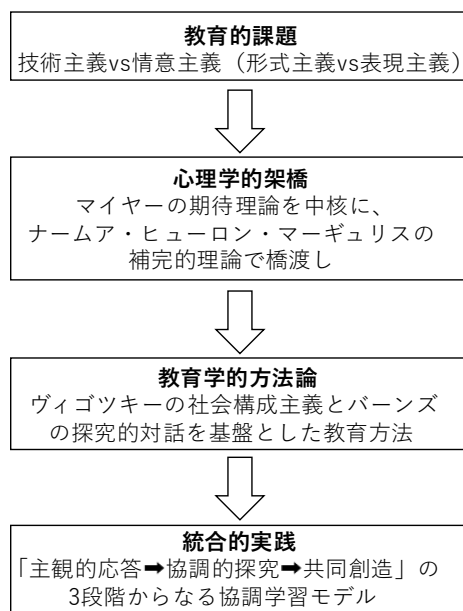 教育的課題
技術主義vs情意主義（形式主義vs表現主義）
心理学的架橋
マイヤーの期待理論を中核に、
ナームア・ヒューロン・マーギュリスの
補完的理論で橋渡し
教育学的方法論
ヴィゴツキーの社会構成主義とバーンズ
の探究的対話を基盤とした教育方法
統合的実践
「主観的応答➡協調的探究➡共同創造」の
3段階からなる協調学習モデル